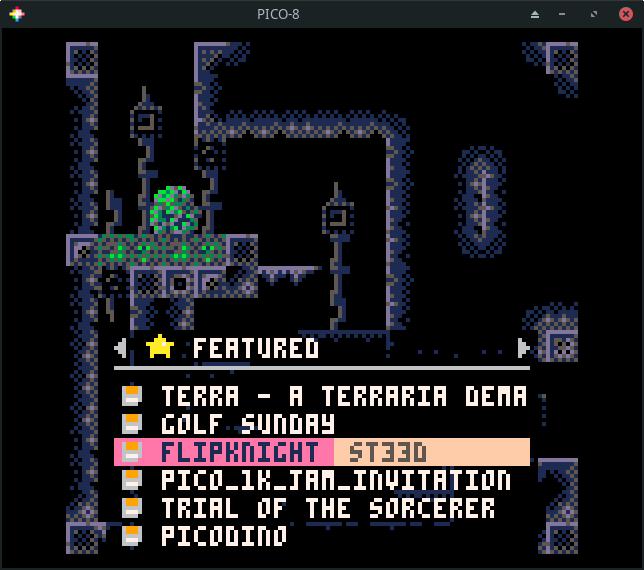 PICO-8
FEATURED
TERRA - A TERRARIA DEMA
GOLF SUNDAY
FLIPKNIGHT ST33D
PICO_1K_JAM_INVITATION
TRIAL OF THE SORCERER
PICODINO